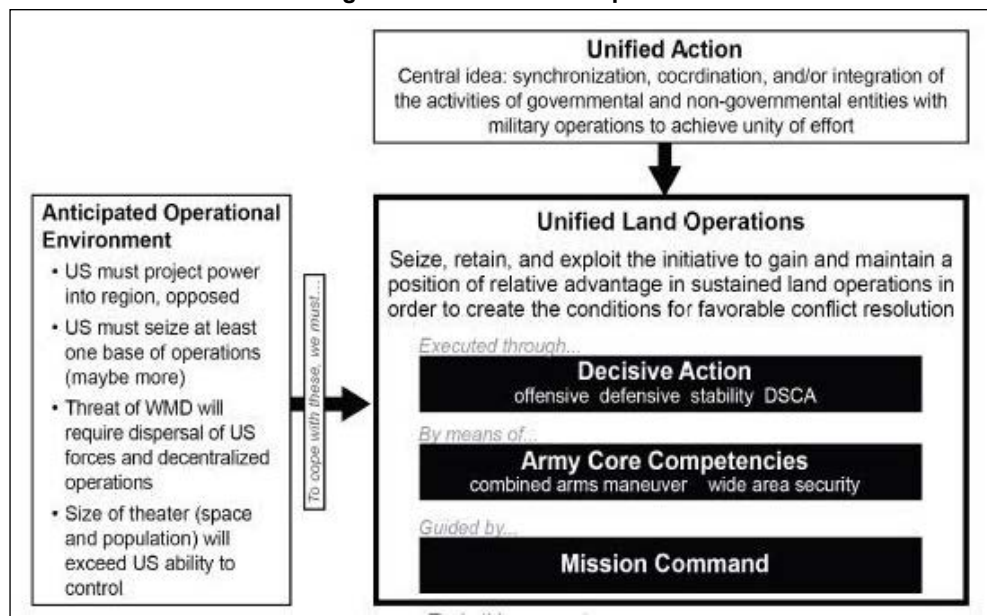 Unified Action
Central idea: synchronization, cocrdination, and/or integration of
the activities of governmental and non-governmental entities with
military operations to achieve unity of effort
Anticipated Operational
Environment
• US must project power
into region, opposed
• US must seize at least
one base of operations
(maybe more)
• Threat of WMD will
require dispersal of US
forces and decentralized
operations
• Size of theater (space
and population) will
exceed US ability to
control
To cope with these, we must...
Unified Land Operations
Seize, retain, and exploit the initiative to gain and maintain a
position of relative advantage in sustained land operations in
order to create the conditions for favorable conflict resolution
Executed through...
Decisive Action
offensive defensive stability DSCA
By means of...
Army Core Competencies
combined arms maneuver wide area security
Guided by...
Mission Command